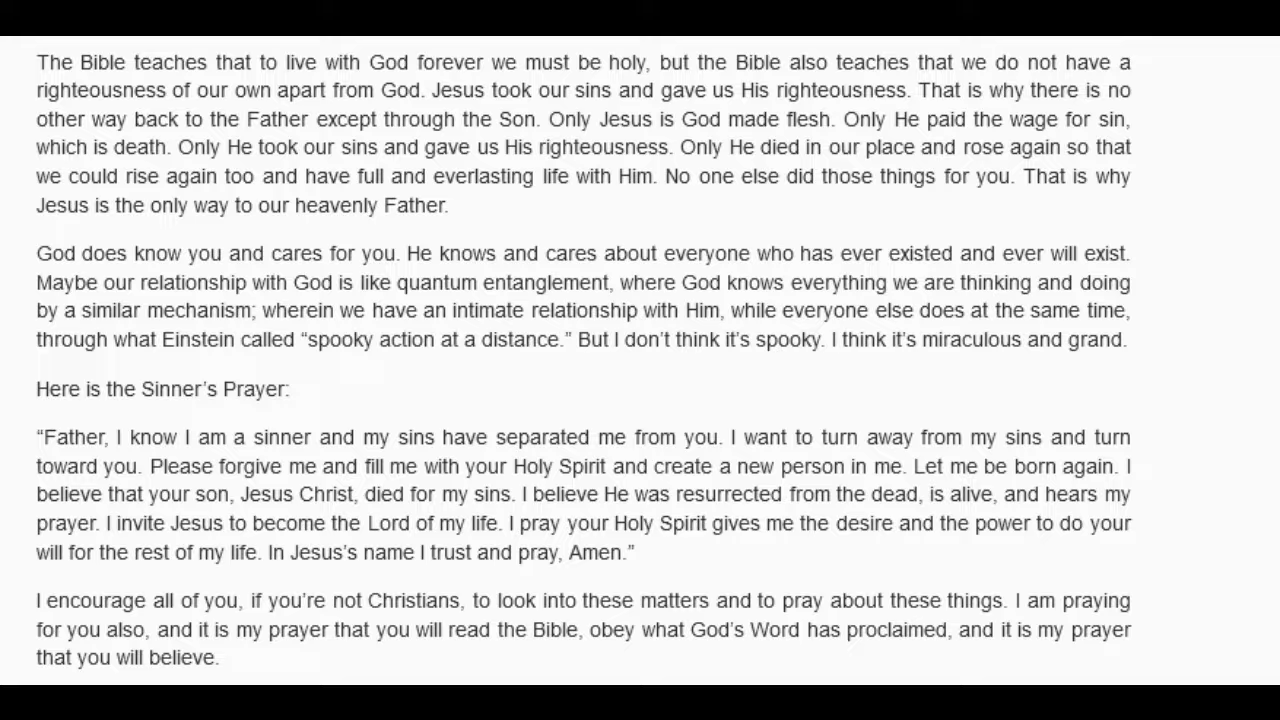 The Bible teaches that to live with God forever we must be holy, but the Bible also teaches that we do not have a
righteousness of our own apart from God. Jesus took our sins and gave us His righteousness. That is why there is no
other way back to the Father except through the Son. Only Jesus is God made flesh. Only He paid the wage for sin,
which is death. Only He took our sins and gave us His righteousness. Only He died in our place and rose again so that
we could rise again too and have full and everlasting life with Him. No one else did those things for you. That is why
Jesus is the only way to our heavenly Father.
God does know you and cares for you. He knows and cares about everyone who has ever existed and ever will exist.
Maybe our relationship with God is like quantum entanglement, where God knows everything we are thinking and doing
by a similar mechanism; wherein we have an intimate relationship with Him, while everyone else does at the same time,
through what Einstein called “spooky action at a distance.” But I don’t think it’s spooky. I think it’s miraculous and grand.
Here is the Sinner’s Prayer:
“Father, I know I am a sinner and my sins have separated me from you. I want to turn away from my sins and turn
toward you. Please forgive me and fill me with your Holy Spirit and create a new person in me. Let me be born again. I
believe that your son, Jesus Christ, died for my sins. I believe He was resurrected from the dead, is alive, and hears my
prayer. I invite Jesus to become the Lord of my life. I pray your Holy Spirit gives me the desire and the power to do your
will for the rest of my life. In Jesus’s name I trust and pray, Amen.”
I encourage all of you, if you’re not Christians, to look into these matters and to pray about these things. I am praying
for you also, and it is my prayer that you will read the Bible, obey what God’s Word has proclaimed, and it is my prayer
that you will believe.